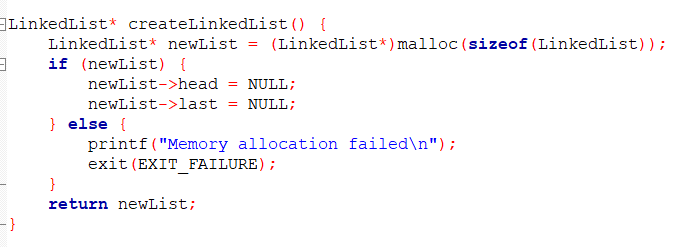 LinkedList* createLinkedList() {
    LinkedList* newList = (LinkedList*)malloc(sizeof(LinkedList));
    if (newList) {
        newList->head = NULL;
        newList->last = NULL;
    } else {
        printf("Memory allocation failed\n");
        exit(EXIT_FAILURE);
    }
    return newList;
}